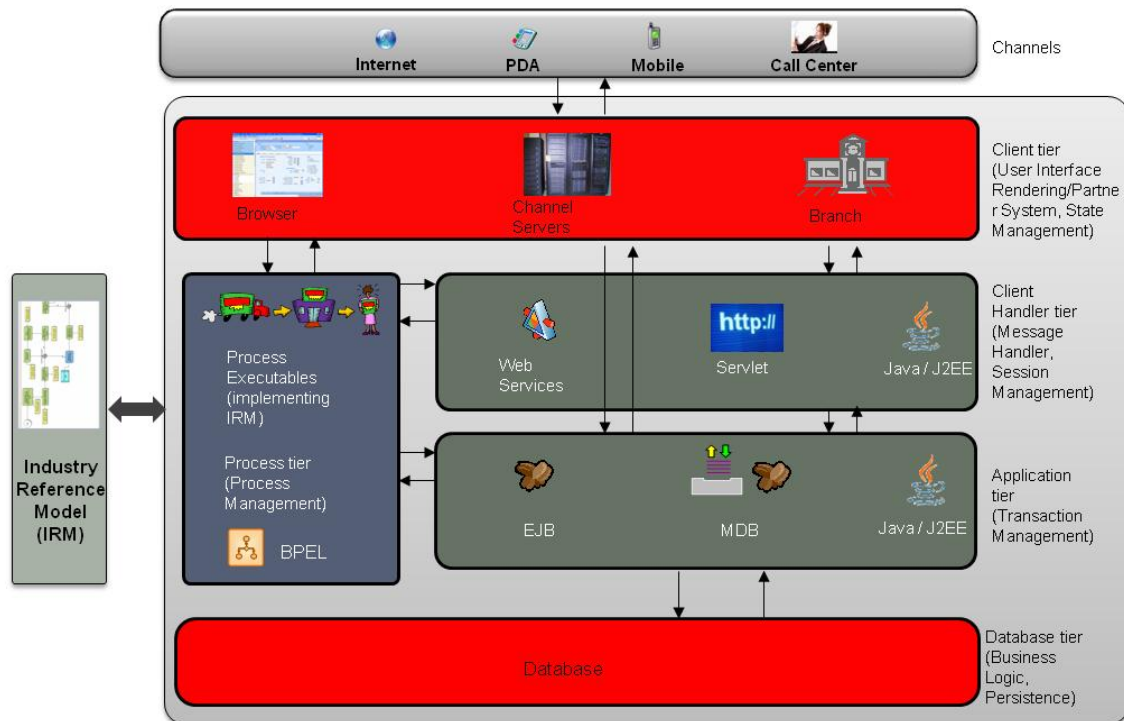 Internet
PDA
Mobile
Call Center
Channels
Browser
Channel
Servers
Branch
Client tier
(User Interface
Rendering/Partne
r System, State
Management)
Industry
Reference
Model
(IRM)
Process
Executables
(implementing
IRM)
Process tier
(Process
Management)
BPEL
Web
Services
http://
Servlet
Java / J2EE
Client
Handler tier
(Message
Handler,
Session
Management)
EJB
MDB
Java / J2EE
Application
tier
(Transaction
Management)
Database
Database tier
(Business
Logic,
Persistence)